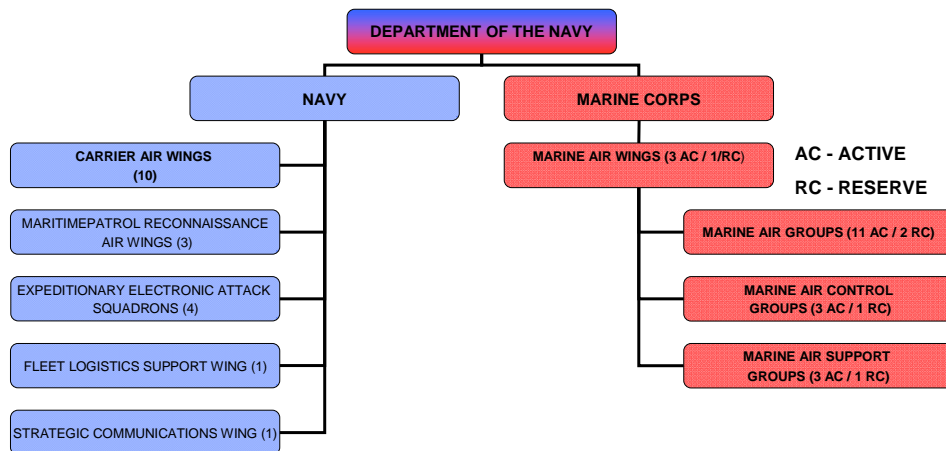 DEPARTMENT OF THE NAVY
NAVY
MARINE CORPS
CARRIER AIR WINGS
(10)
MARITIMEPATROL RECONNAISSANCE
AIR WINGS (3)
EXPEDITIONARY ELECTRONIC ATTACK
SQUADRONS (4)
FLEET LOGISTICS SUPPORT WING (1)
STRATEGIC COMMUNICATIONS WING (1)
MARINE AIR WINGS (3 AC / 1/RC)
AC - ACTIVE
RC - RESERVE
MARINE AIR GROUPS (11 AC / 2 RC)
MARINE AIR CONTROL
GROUPS (3 AC / 1 RC)
MARINE AIR SUPPORT
GROUPS (3 AC / 1 RC)